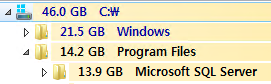 46.0 GB C:₩
21.5 GB Windows
14.2 GB Program Files
13.9 GB Microsoft SQL Server